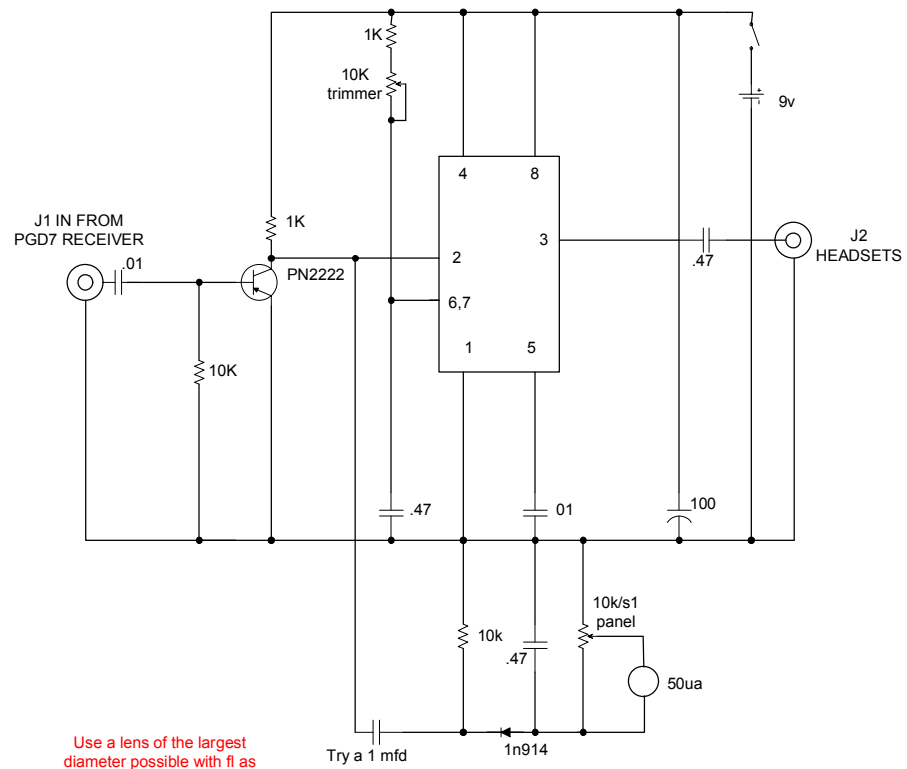 1K
10K
trimmer
+
-
9v
4
8
J1 IN FROM
PGD7 RECEIVER
1K
.01
PN2222
2
3
J2
HEADSETS
.47
6,7
1
5
10K
.47
01
100
10k/s1
panel
10k
.47
50ua
Use a lens of the largest
diameter possible with fl as
Try a 1 mfd
1n914